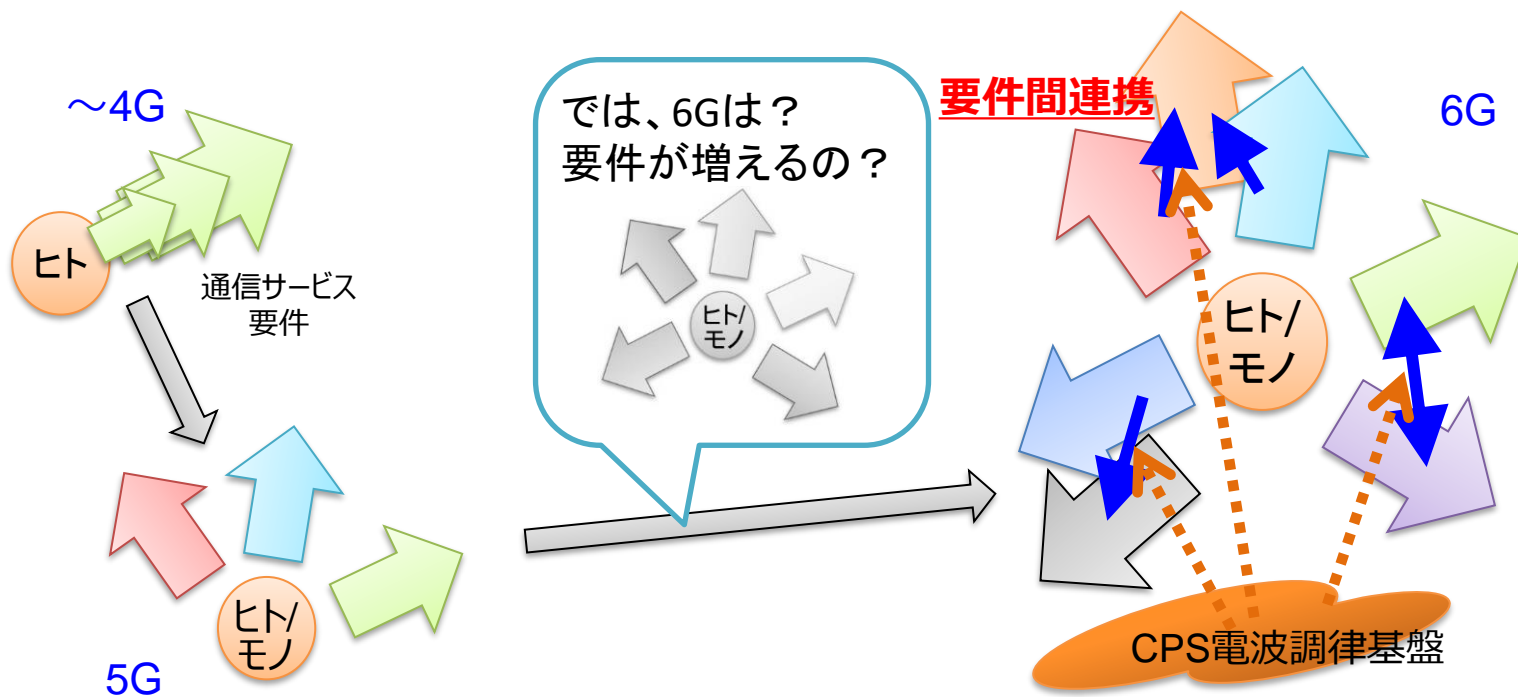 ～4G
ヒト
通信サービス
要件
ヒト/
モノ
5G
では、6Gは？
要件が増えるの？
ヒト/
モノ
要件間連携
6G
ヒト/
モノ
CPS電波調律基盤